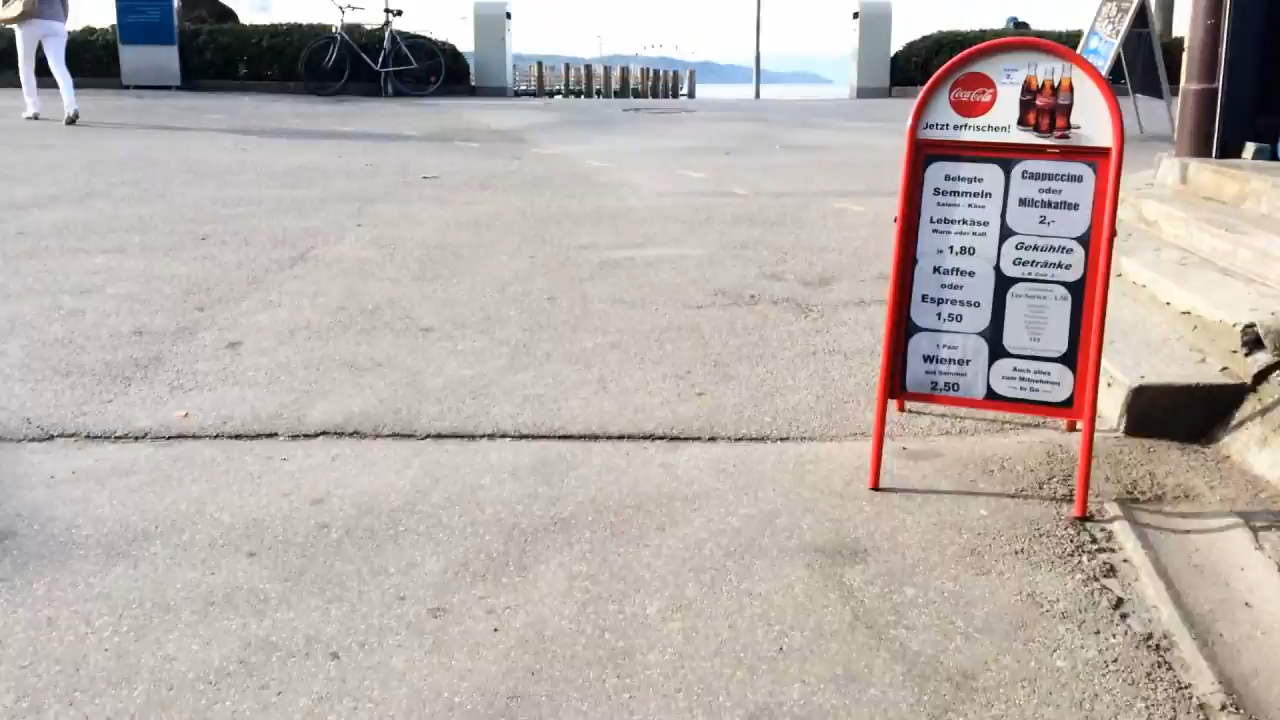 Coca-Cola
Jetzt erfrischen!
Belegte
Semmeln
Salami - Käse
Leberkäse
Warm oder Kalt
je 1,80
Kaffee
oder
Espresso
1,50
1 Paar
Wiener
mit Semmel
2,50
Cappuccino
oder
Milchkaffee
2,-
Gekühlte
Getränke
Auch alles
zum Mitnehmen
to Go